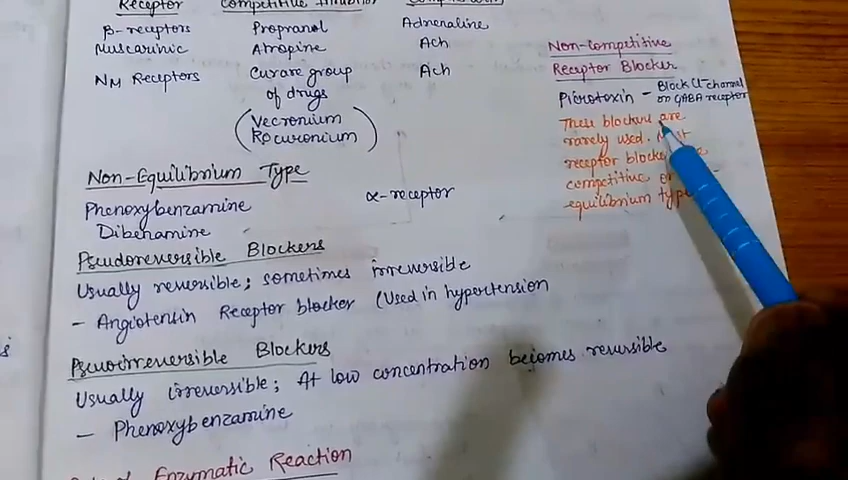 Receptor Competitive
β-receptors Propranol Adrenaline
Muscarinic Atropine Ach
NM Receptors Curare group Ach
of drugs
(Vecronium
Rocuronium)
Non-Equilibrium Type
Phenoxybenzamine α-receptor
Dibenamine
Pseudoreversible Blockers
Usually reversible; sometimes irreversible
- Angiotensin Receptor blocker (Used in hypertension
Pseuoirreversible Blockers
Usually irreversible; At low concentration becomes reversible
- Phenoxybenzamine
Enzymatic Reaction
Non-Competitive
Receptor Blocker
Picrotoxin - Block Cl- channel
on GABA receptor
These blockers are
rarely used.
receptor
competitive
equilibrium type